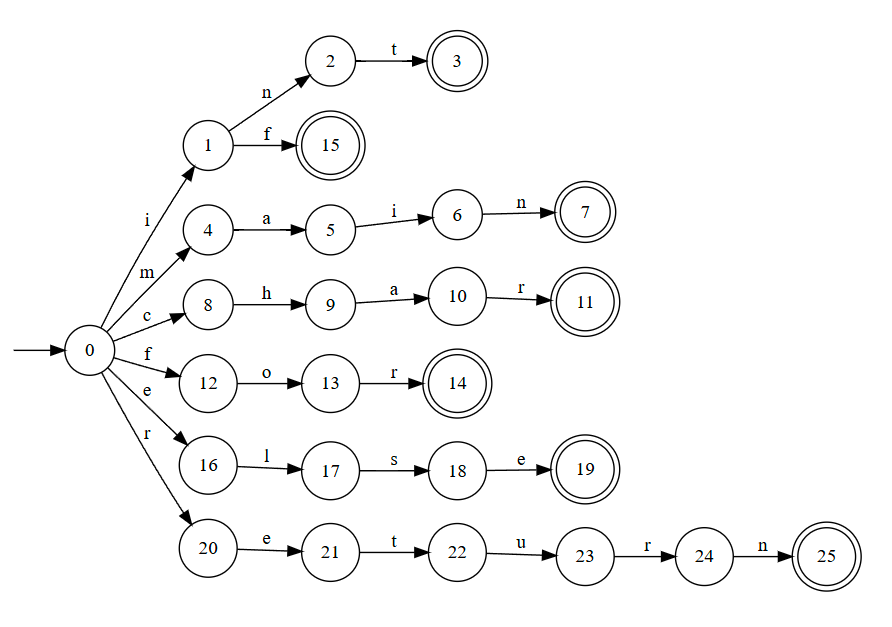 2 t 3
n
1 f 15
i
4 a 5 i 6 n 7
m
8 h 9 a 10 r 11
c
0
f
12 o 13 r 14
e
16 l 17 s 18 e 19
r
20 e 21 t 22 u 23 r 24 n 25